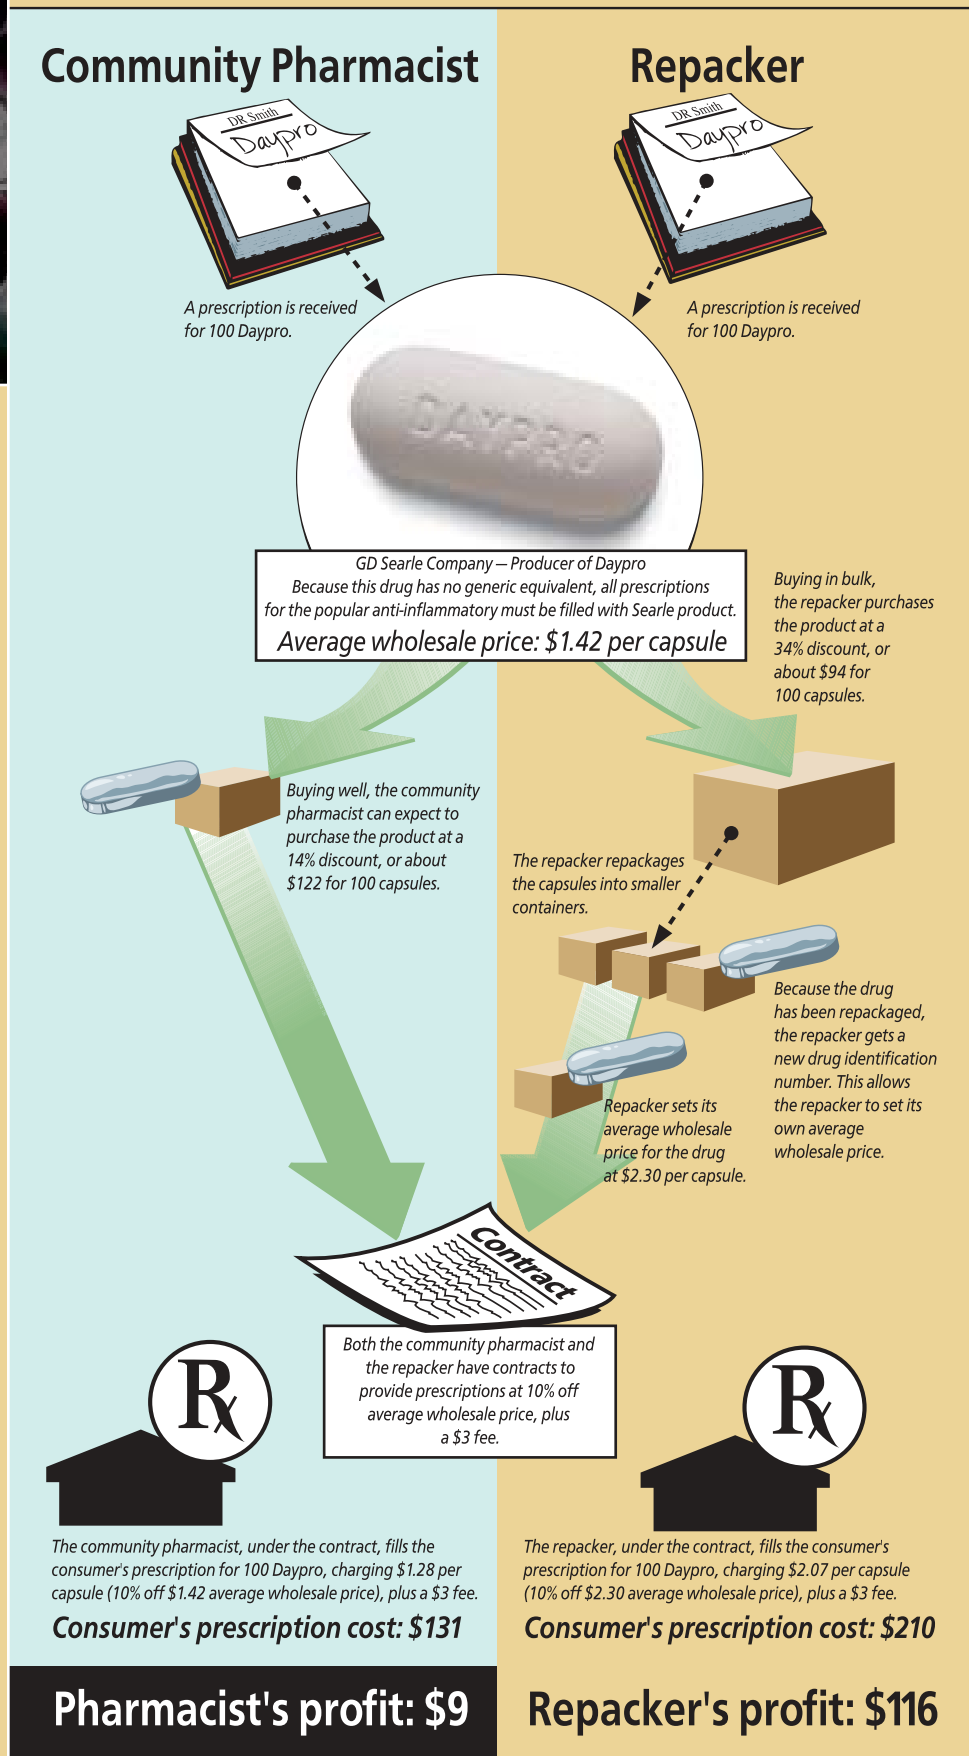 Community Pharmacist
Repacker
DR Smith
Daypro
DR Smith
Daypro
A prescription is received
for 100 Daypro.
A prescription is received
for 100 Daypro.
DAYPRO
GD Searle Company — Producer of Daypro
Because this drug has no generic equivalent, all prescriptions
for the popular anti-inflammatory must be filled with Searle product.
Average wholesale price: $1.42 per capsule
Buying in bulk,
the repacker purchases
the product at a
34% discount, or
about $94 for
100 capsules.
Buying well, the community
pharmacist can expect to
purchase the product at a
14% discount, or about
$122 for 100 capsules.
The repacker repackages
the capsules into smaller
containers.
Because the drug
has been repackaged,
the repacker gets a
new drug identification
number. This allows
the repacker to set its
own average
wholesale price.
Repacker sets its
average wholesale
price for the drug
at $2.30 per capsule.
Contract
Both the community pharmacist and
the repacker have contracts to
provide prescriptions at 10% off
average wholesale price, plus
a $3 fee.
Rx
Rx
The community pharmacist, under the contract, fills the
consumer's prescription for 100 Daypro, charging $1.28 per
capsule (10% off $1.42 average wholesale price), plus a $3 fee.
Consumer's prescription cost: $131
The repacker, under the contract, fills the consumer's
prescription for 100 Daypro, charging $2.07 per capsule
(10% off $2.30 average wholesale price), plus a $3 fee.
Consumer's prescription cost: $210
Pharmacist's profit: $9
Repacker's profit: $116